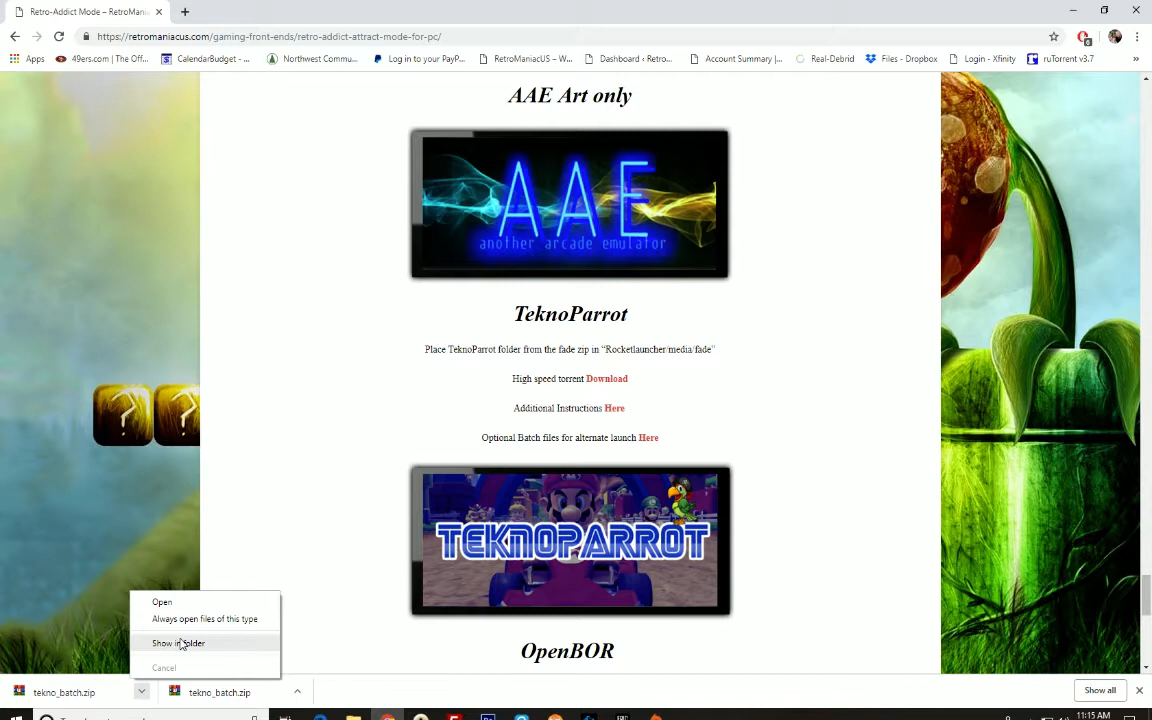 Retro-Addict Mode – RetroMani
https://retromaniacus.com/gaming-front-ends/retro-addict-attract-mode-for-pc/
6
Apps
49ers.com | The Off...
CalendarBudget - ...
Northwest Commu...
Log in to your PayP...
RetroManiacUS – W...
Dashboard ‹ Retro...
Account Summary |...
Real-Debrid
Files - Dropbox
Login - Xfinity
ruTorrent v3.7
»
AAE Art only
AAE
another arcade emulator
TeknoParrot
Place TeknoParrot folder from the fade zip in “Rocketlauncher/media/fade”
High speed torrent Download
Additional Instructions Here
Optional Batch files for alternate launch Here
? ?
TEKNOPARROT
OpenBOR
Open
Always open files of this type
Show in folder
Cancel
tekno_batch.zip
tekno_batch.zip
Show all
11:15 AM